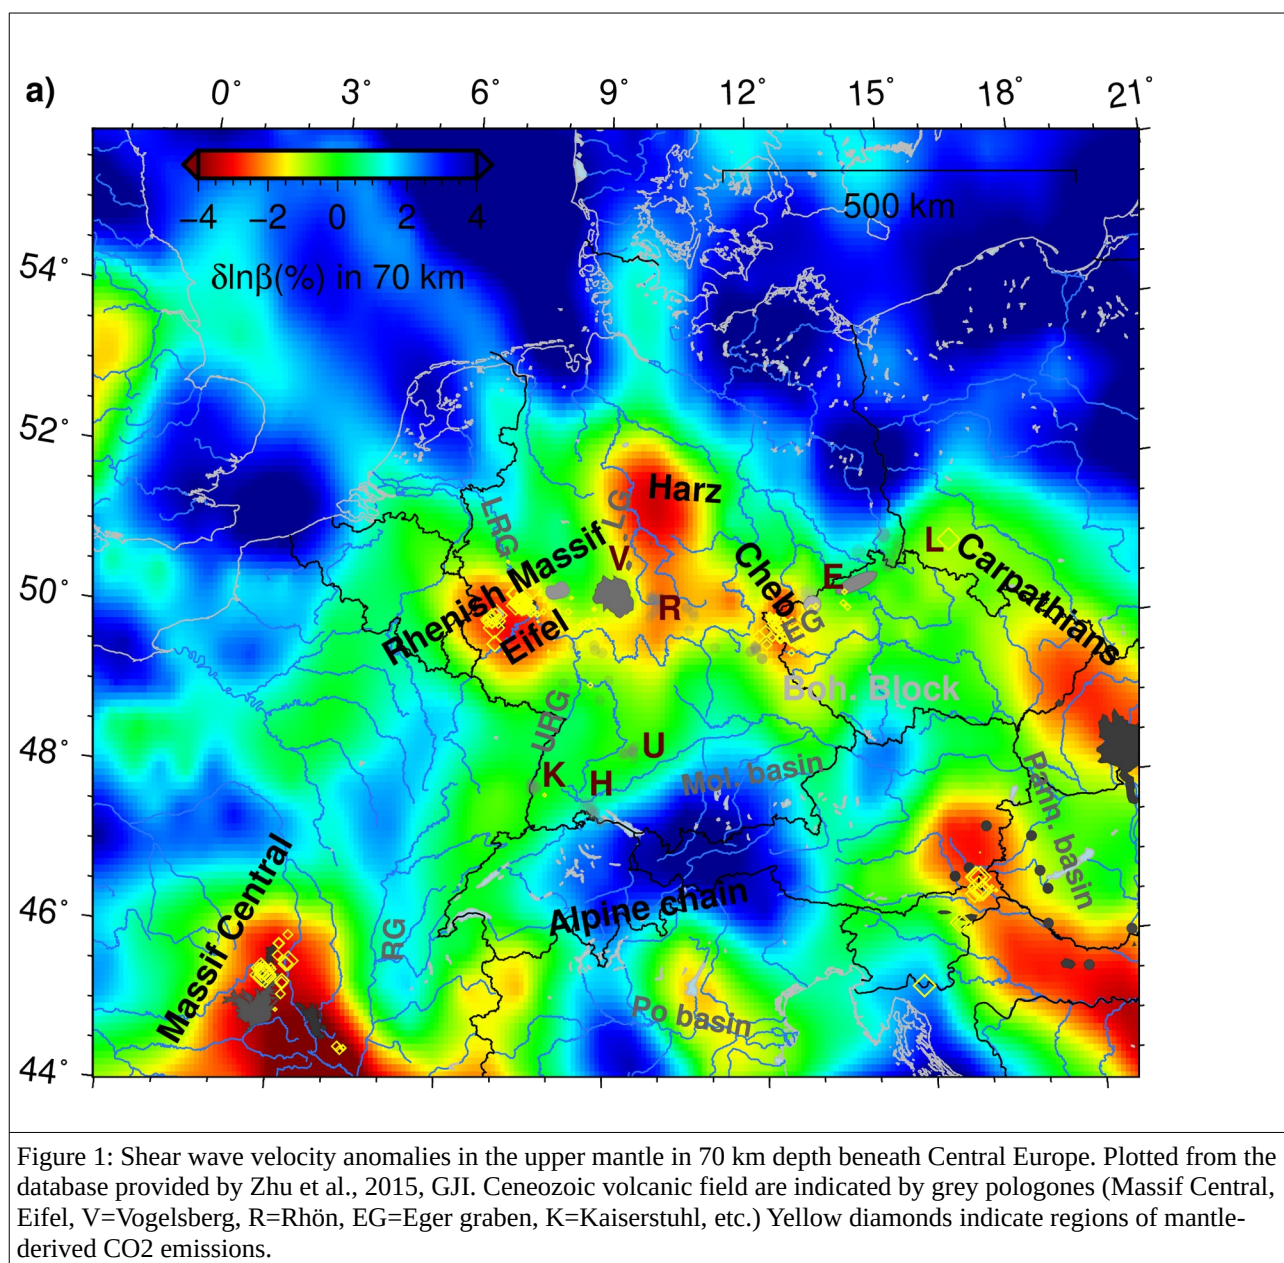 a)
0° 3° 6° 9° 12° 15° 18° 21°
−4 −2 0 2 4
δlnβ(%) in 70 km
500 km
54°
52°
50°
48°
46°
44°
Harz
LRG
LG
V
Rhenish Massif
Eifel
R
Cheb
E
EG
L
Carpathians
Boh. Block
URG
U
K
H
Mol. basin
Pann. basin
Massif Central
RG
Alpine chain
Po basin
Figure 1: Shear wave velocity anomalies in the upper mantle in 70 km depth beneath Central Europe. Plotted from the
database provided by Zhu et al., 2015, GJI. Ceneozoic volcanic field are indicated by grey pologones (Massif Central,
Eifel, V=Vogelsberg, R=Rhön, EG=Eger graben, K=Kaiserstuhl, etc.) Yellow diamonds indicate regions of mantle-
derived CO2 emissions.